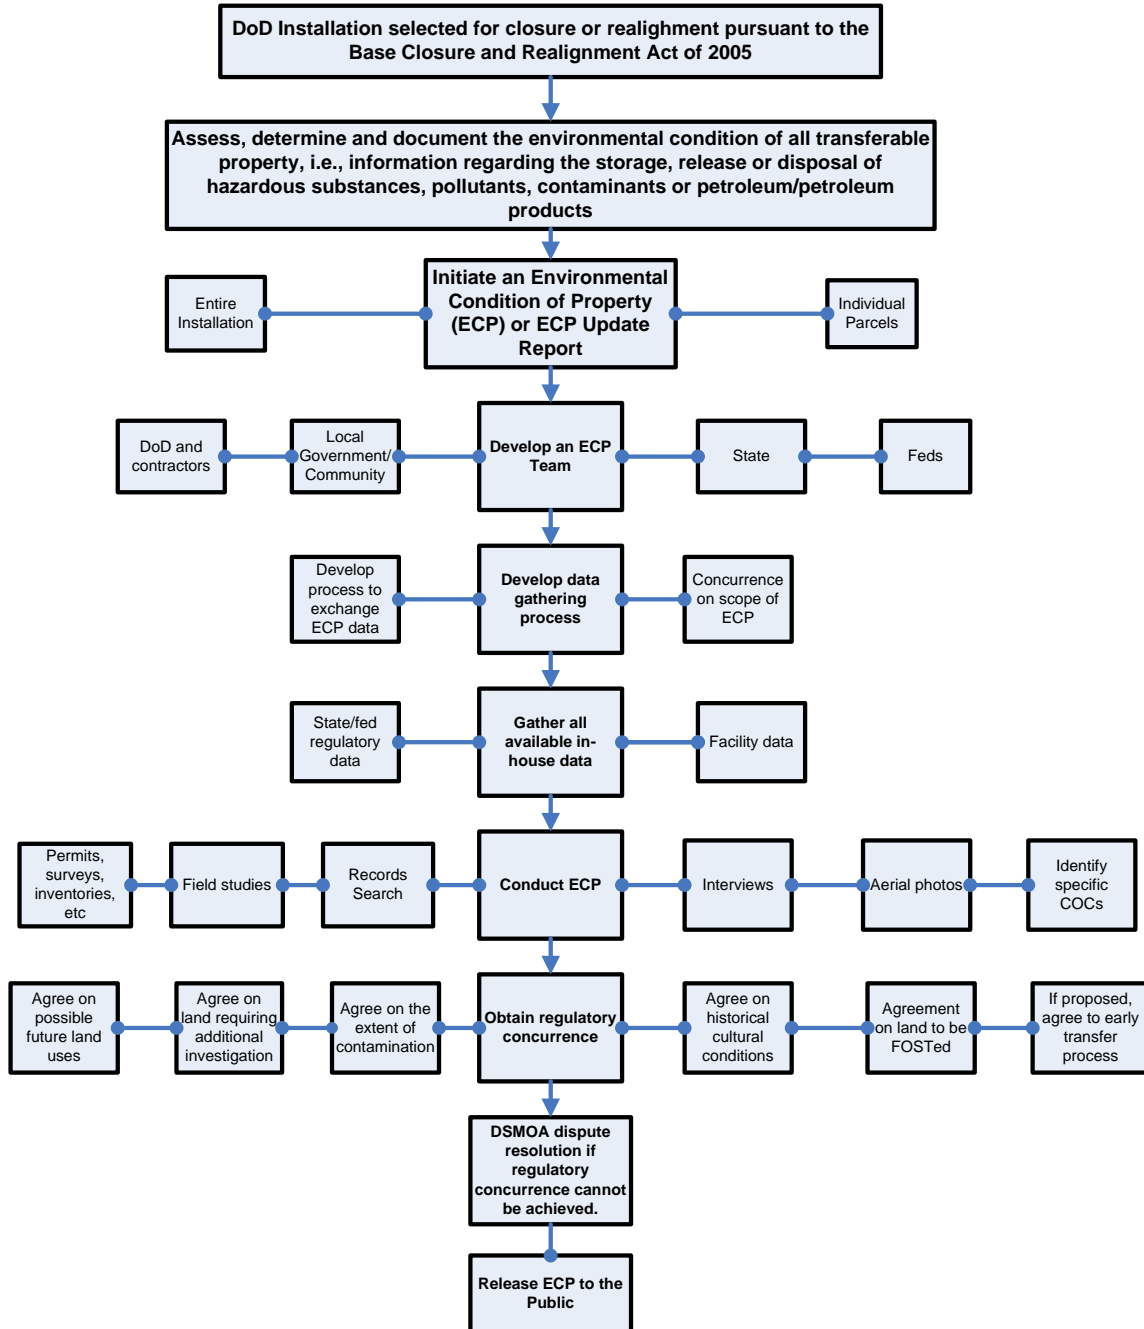 DoD Installation selected for closure or realighment pursuant to the
Base Closure and Realignment Act of 2005
Assess, determine and document the environmental condition of all transferable
property, i.e., information regarding the storage, release or disposal of
hazardous substances, pollutants, contaminants or petroleum/petroleum
products
Entire
Installation
Initiate an Environmental
Condition of Property
(ECP) or ECP Update
Report
Individual
Parcels
DoD and
contractors
Local
Government/
Community
Develop an ECP
Team
State
Feds
Develop
process to
exchange
ECP data
Develop data
gathering
process
Concurrence
on scope of
ECP
State/fed
regulatory
data
Gather all
available in-
house data
Facility data
Permits,
surveys,
inventories,
etc
Field studies
Records
Search
Conduct ECP
Interviews
Aerial photos
Identify
specific
COCs
Agree on
possible
future land
uses
Agree on
land requiring
additional
investigation
Agree on the
extent of
contamination
Obtain regulatory
concurrence
Agree on
historical
cultural
conditions
Agreement
on land to be
FOSTed
If proposed,
agree to early
transfer
process
DSMOA dispute
resolution if
regulatory
concurrence cannot
be achieved.
Release ECP to the
Public